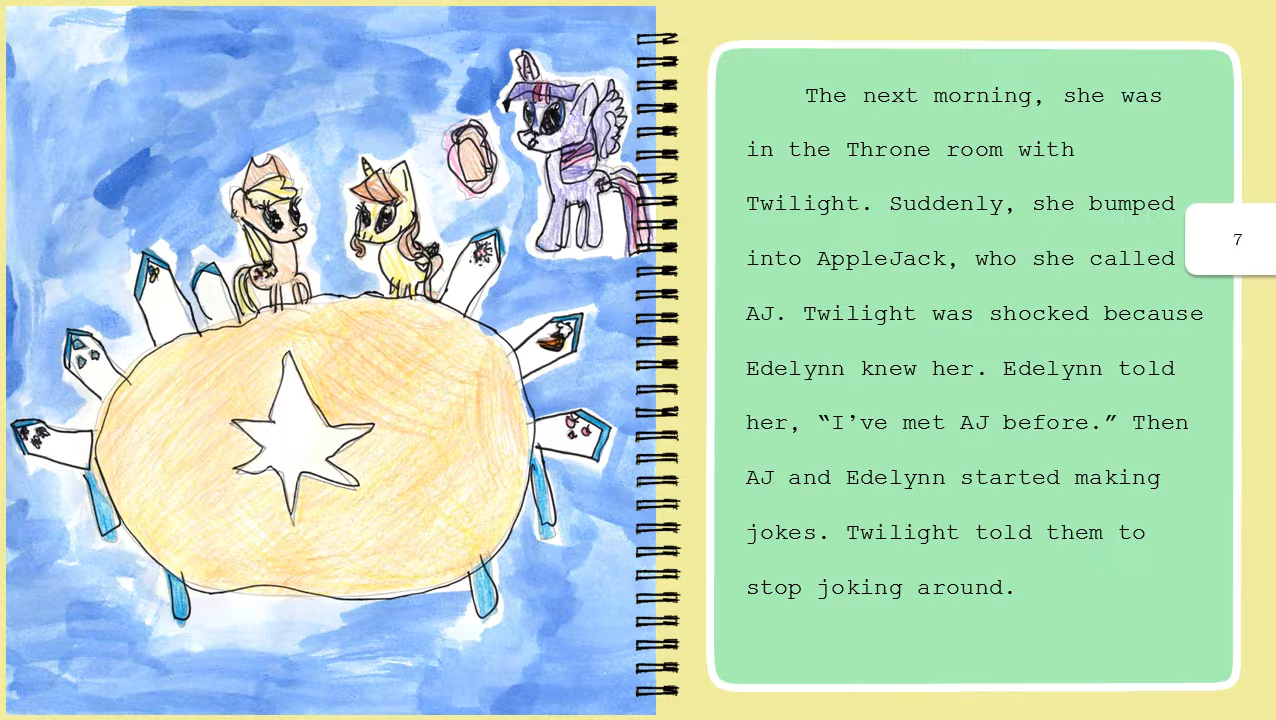 The next morning, she was
in the Throne room with
Twilight. Suddenly, she bumped
into AppleJack, who she called
AJ. Twilight was shocked because
Edelynn knew her. Edelynn told
her, “I’ve met AJ before.” Then
AJ and Edelynn started making
jokes. Twilight told them to
stop joking around.
7